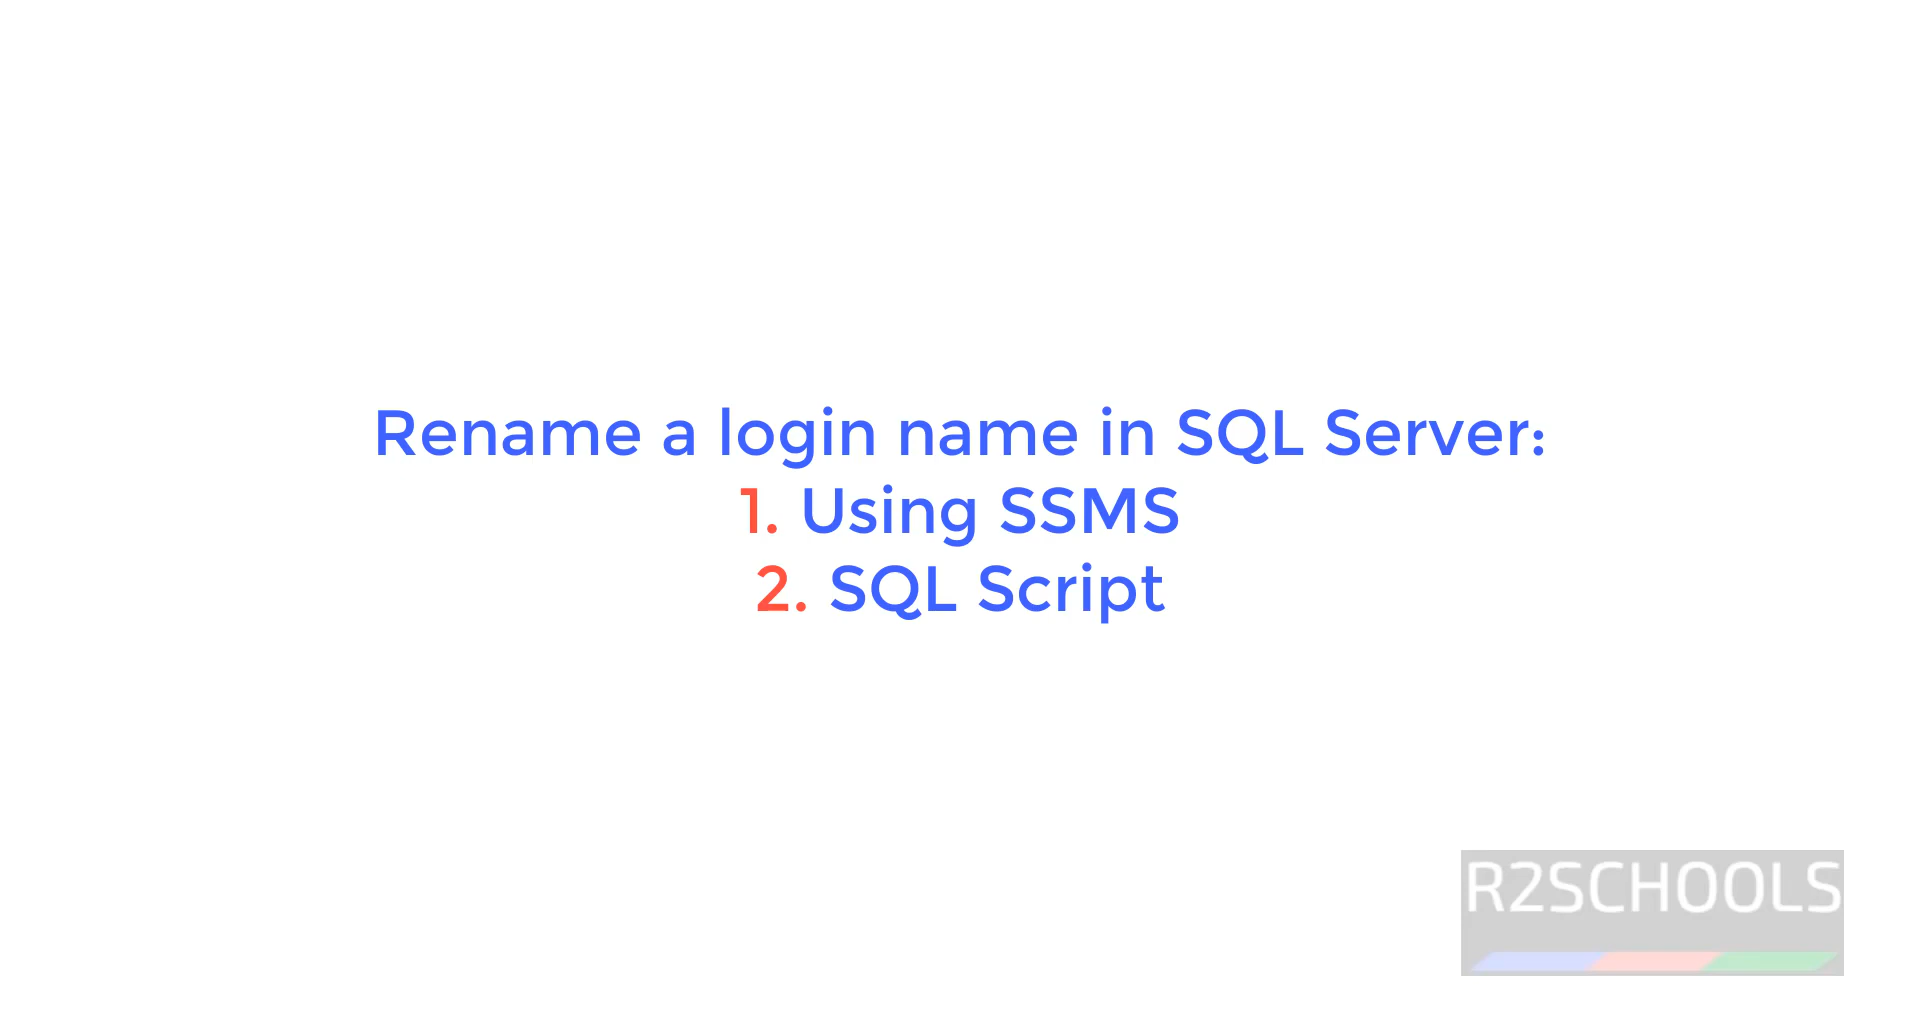 Rename a login name in SQL Server:
1. Using SSMS
2. SQL Script
R2SCHOOLS